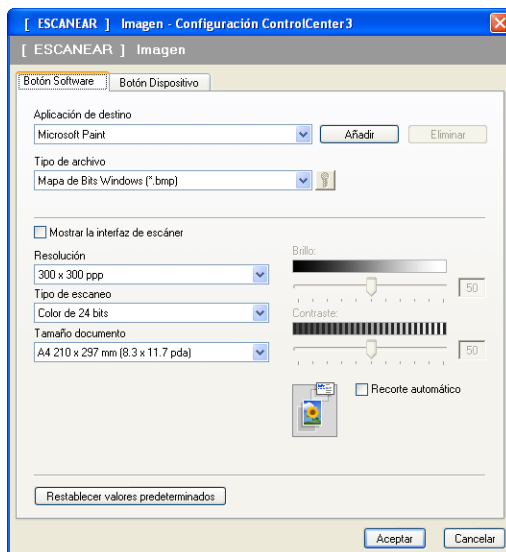 [ ESCANEAR ] Imagen - Configuración ControlCenter3
[ ESCANEAR ] Imagen
Botón Software
Botón Dispositivo
Aplicación de destino
Microsoft Paint
Añadir
Eliminar
Tipo de archivo
Mapa de Bits Windows (*.bmp)
Mostrar la interfaz de escáner
Resolución
Brillo:
300 x 300 ppp
50
Tipo de escaneo
Color de 24 bits
Contraste:
Tamaño documento
A4 210 x 297 mm (8.3 x 11.7 pda)
50
Recorte automático
Restablecer valores predeterminados
Aceptar
Cancelar